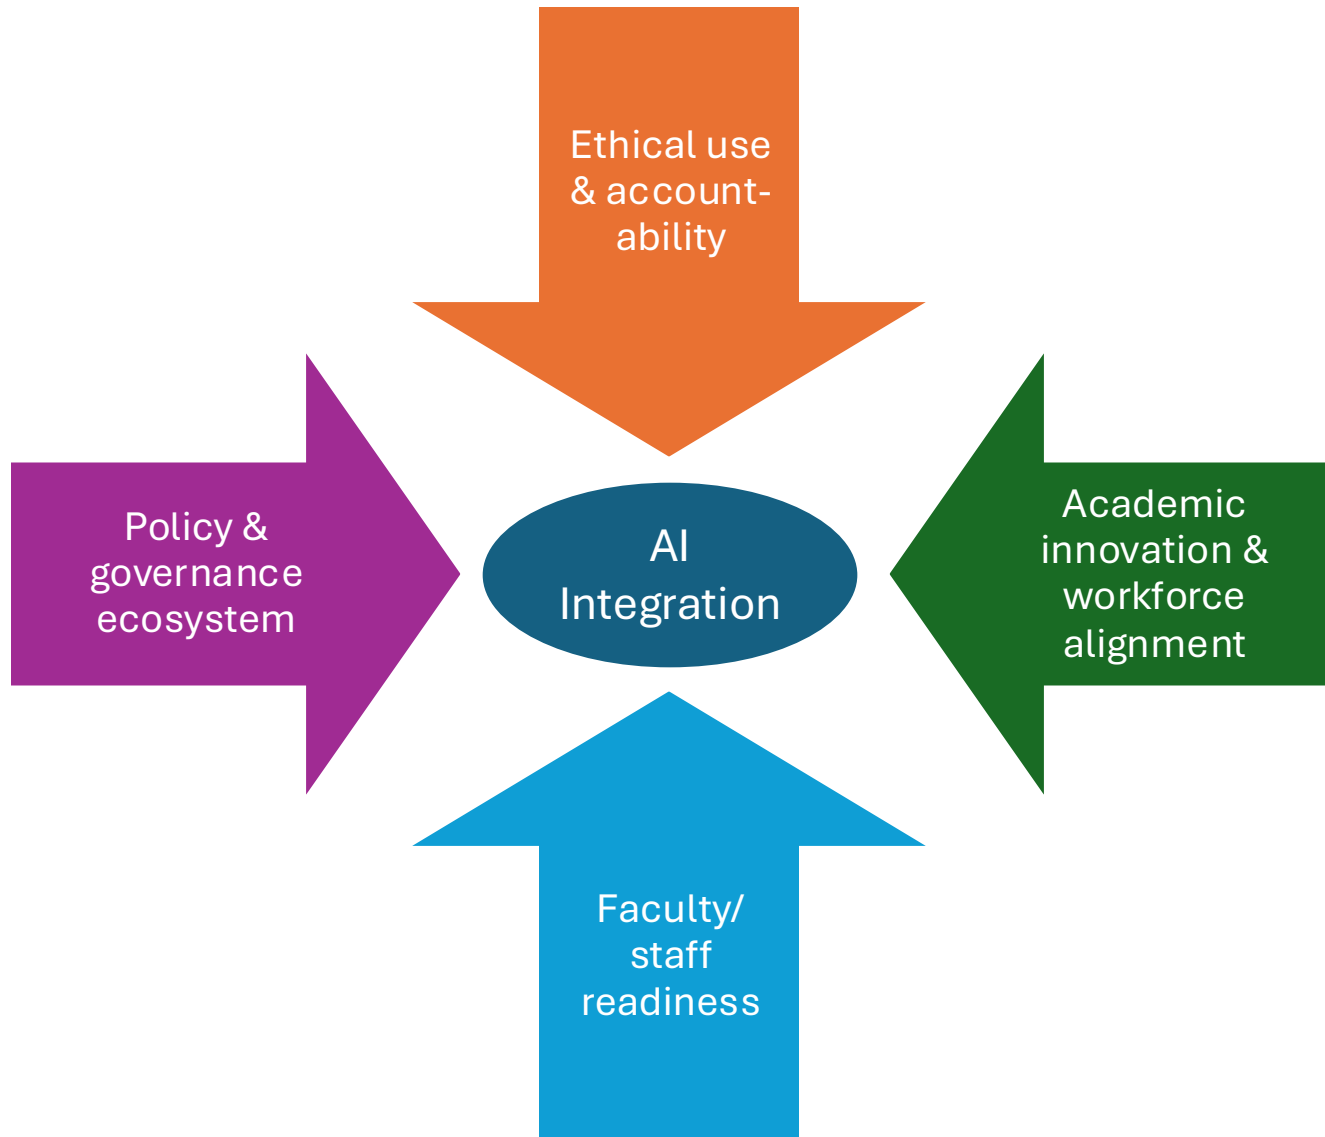 Ethical use
& account-
ability
Policy &
governance
ecosystem
AI
Integration
Academic
innovation &
workforce
alignment
Faculty/
staff
readiness